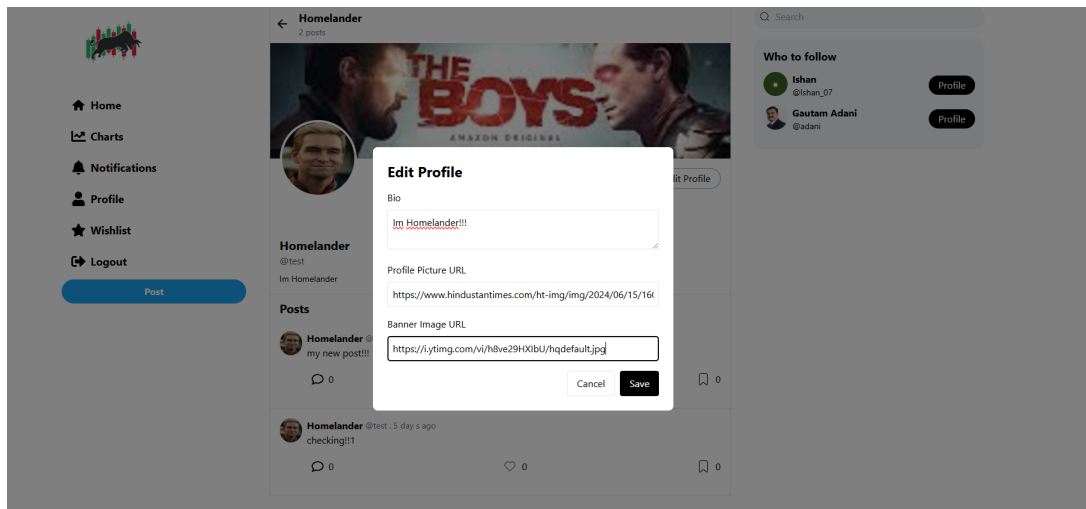 Homelander
2 posts
Search
THE
BOYS
AMAZON ORIGINAL
Who to follow
Ishan
@Ishan_07
Profile
Gautam Adani
@adani
Profile
Home
Charts
Notifications
Profile
Wishlist
Logout
Post
dit Profile
Homelander
@test
Im Homelander
Posts
Homelander @
my new post!!!
0
0
Homelander @test . 5 day s ago
checking!!1
0
0
0
Edit Profile
Bio
Im Homelander!!!
Profile Picture URL
https://www.hindustantimes.com/ht-img/img/2024/06/15/16
Banner Image URL
https://i.ytimg.com/vi/h8ve29HXIbU/hqdefault.jpg
Cancel
Save